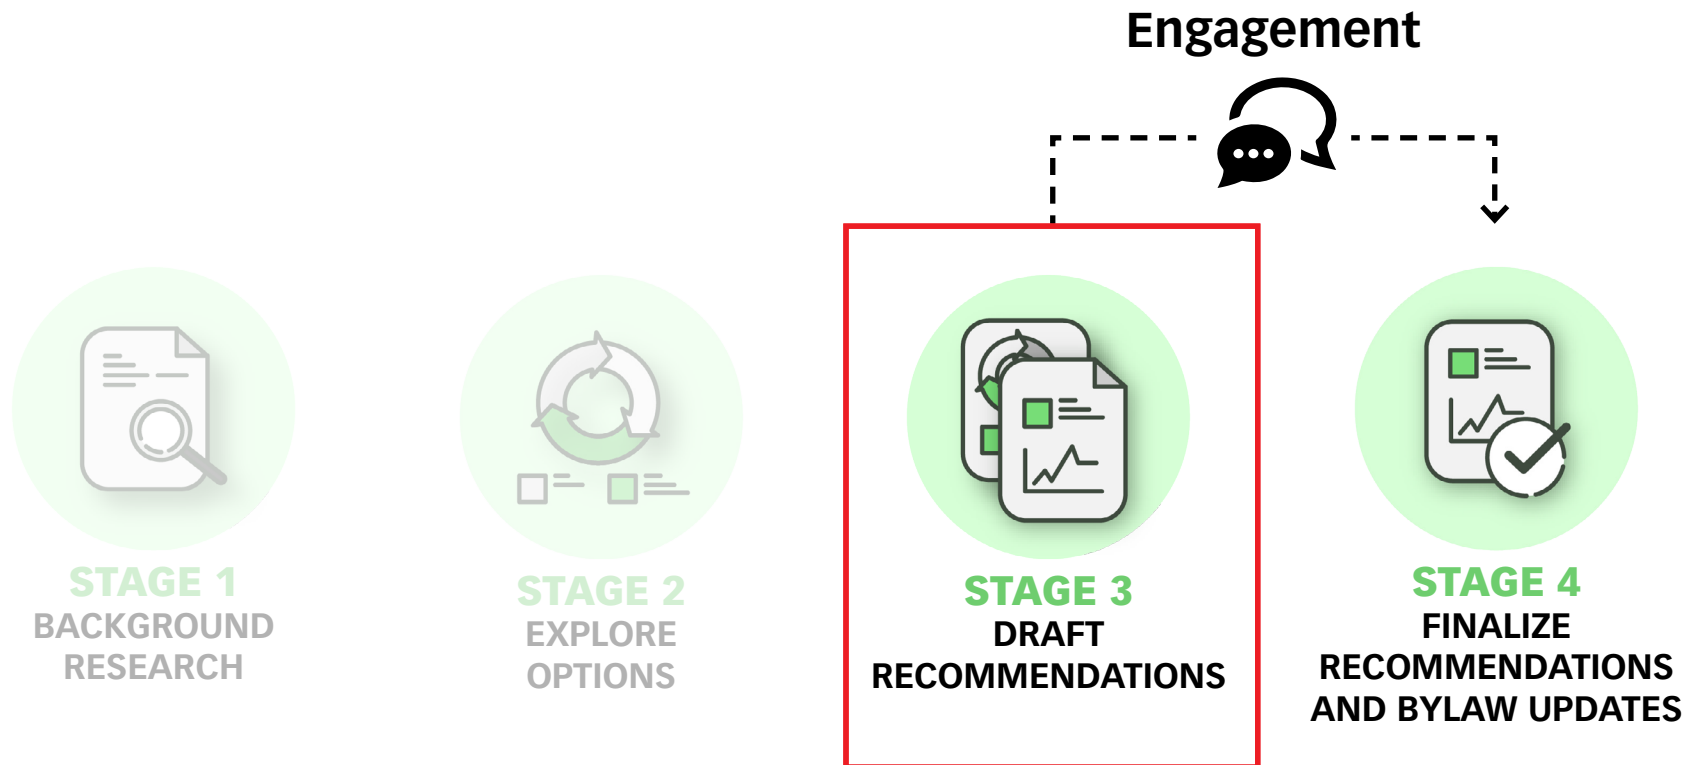 Engagement
STAGE 1
BACKGROUND
RESEARCH
STAGE 2
EXPLORE
OPTIONS
STAGE 3
DRAFT
RECOMMENDATIONS
STAGE 4
FINALIZE
RECOMMENDATIONS
AND BYLAW UPDATES